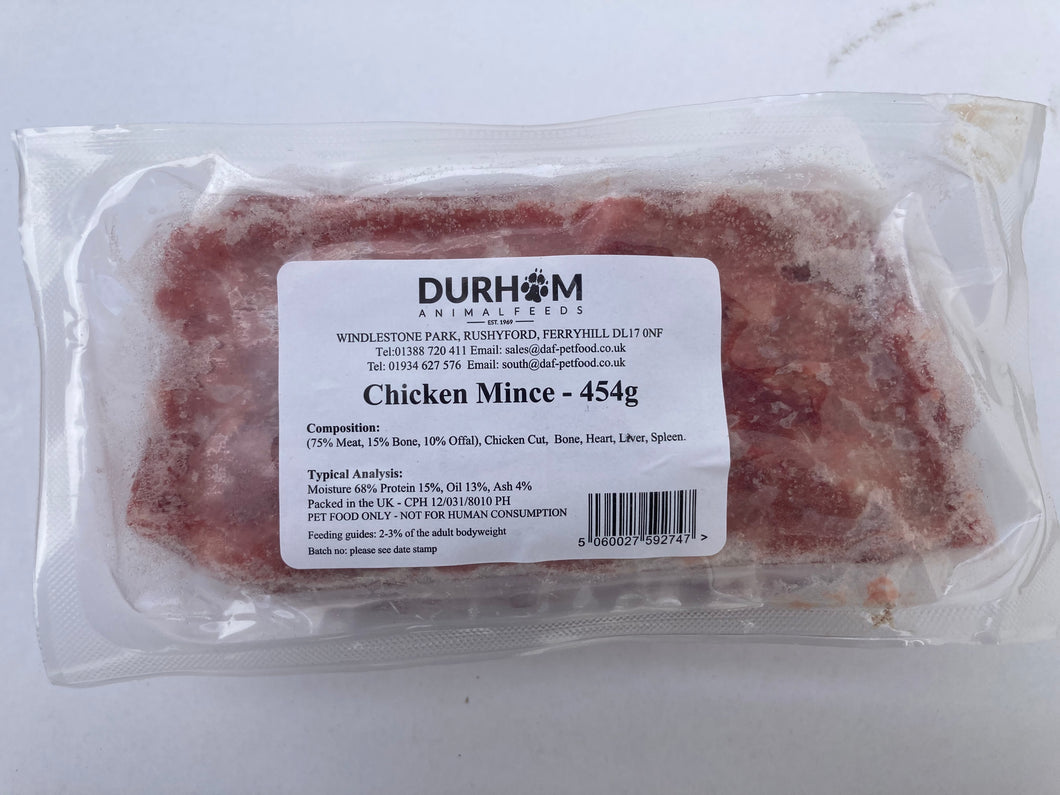 DURHAM
ANIMALFEEDS
EST. 1969
WINDLESTONE PARK, RUSHYFORD, FERRYHILL DL17 0NF
Tel:01388 720 411 Email: sales@daf-petfood.co.uk
Tel: 01934 627 576 Email: south@daf-petfood.co.uk
Chicken Mince - 454g
Composition:
(75% Meat, 15% Bone, 10% Offal), Chicken Cut, Bone, Heart, Liver, Spleen.
Typical Analysis:
Moisture 68% Protein 15%, Oil 13%, Ash 4%
Packed in the UK - CPH 12/031/8010 PH
PET FOOD ONLY - NOT FOR HUMAN CONSUMPTION
Feeding guides: 2-3% of the adult bodyweight
Batch no: please see date stamp
5 060027 592747 >